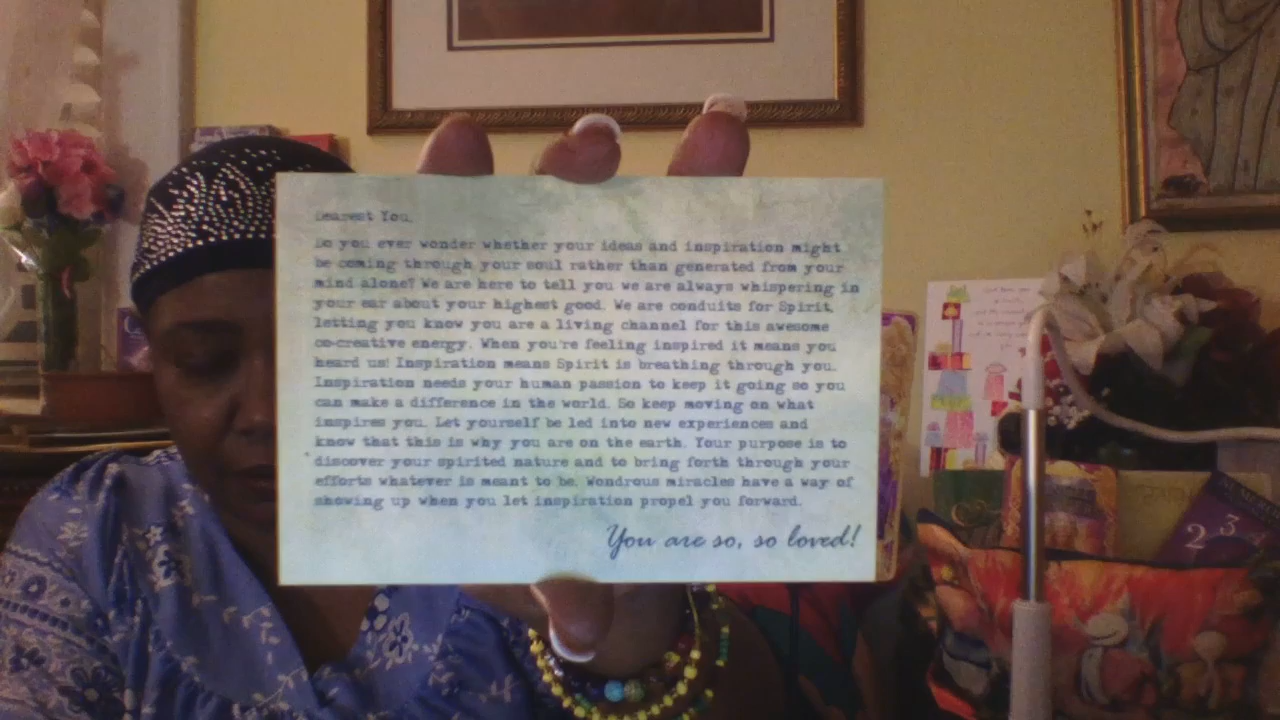 Dearest You,
Do you ever wonder whether your ideas and inspiration might
be coming through your soul rather than generated from your
mind alone? We are here to tell you we are always whispering in
your ear about your highest good. We are conduits for Spirit,
letting you know you are a living channel for this awesome
co-creative energy. When you're feeling inspired it means you
heard us! Inspiration means Spirit is breathing through you.
Inspiration needs your human passion to keep it going so you
can make a difference in the world. So keep moving on what
inspires you. Let yourself be led into new experiences and
know that this is why you are on the earth. Your purpose is to
discover your spirited nature and to bring forth through your
efforts whatever is meant to be. Wondrous miracles have a way of
showing up when you let inspiration propel you forward.
You are so, so loved!
2 3